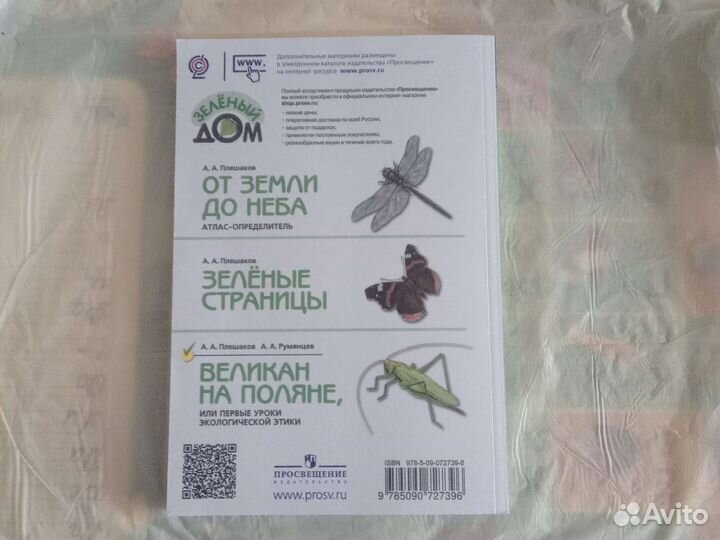 www.
Дополнительные материалы размещены
в электронном каталоге издательства «Просвещение»
на интернет-ресурсе www.prosv.ru
Полный ассортимент продукции издательства «Просвещение»
вы можете приобрести в официальном интернет-магазине
shop.prosv.ru:
• низкие цены;
• оперативная доставка по всей России;
• защита от подделок;
• привилегии постоянным покупателям;
• разнообразные акции в течение всего года.
ЗЕЛЁНЫЙ
ДОМ
А. А. Плешаков
ОТ ЗЕМЛИ
ДО НЕБА
АТЛАС-ОПРЕДЕЛИТЕЛЬ
А. А. Плешаков
ЗЕЛЁНЫЕ
СТРАНИЦЫ
А. А. Плешаков А. А. Румянцев
ВЕЛИКАН
НА ПОЛЯНЕ,
ИЛИ ПЕРВЫЕ УРОКИ
ЭКОЛОГИЧЕСКОЙ ЭТИКИ
ПРОСВЕЩЕНИЕ
ИЗДАТЕЛЬСТВО
www.prosv.ru
ISBN 978-5-09-072739-6
9 785090 727396
Avito